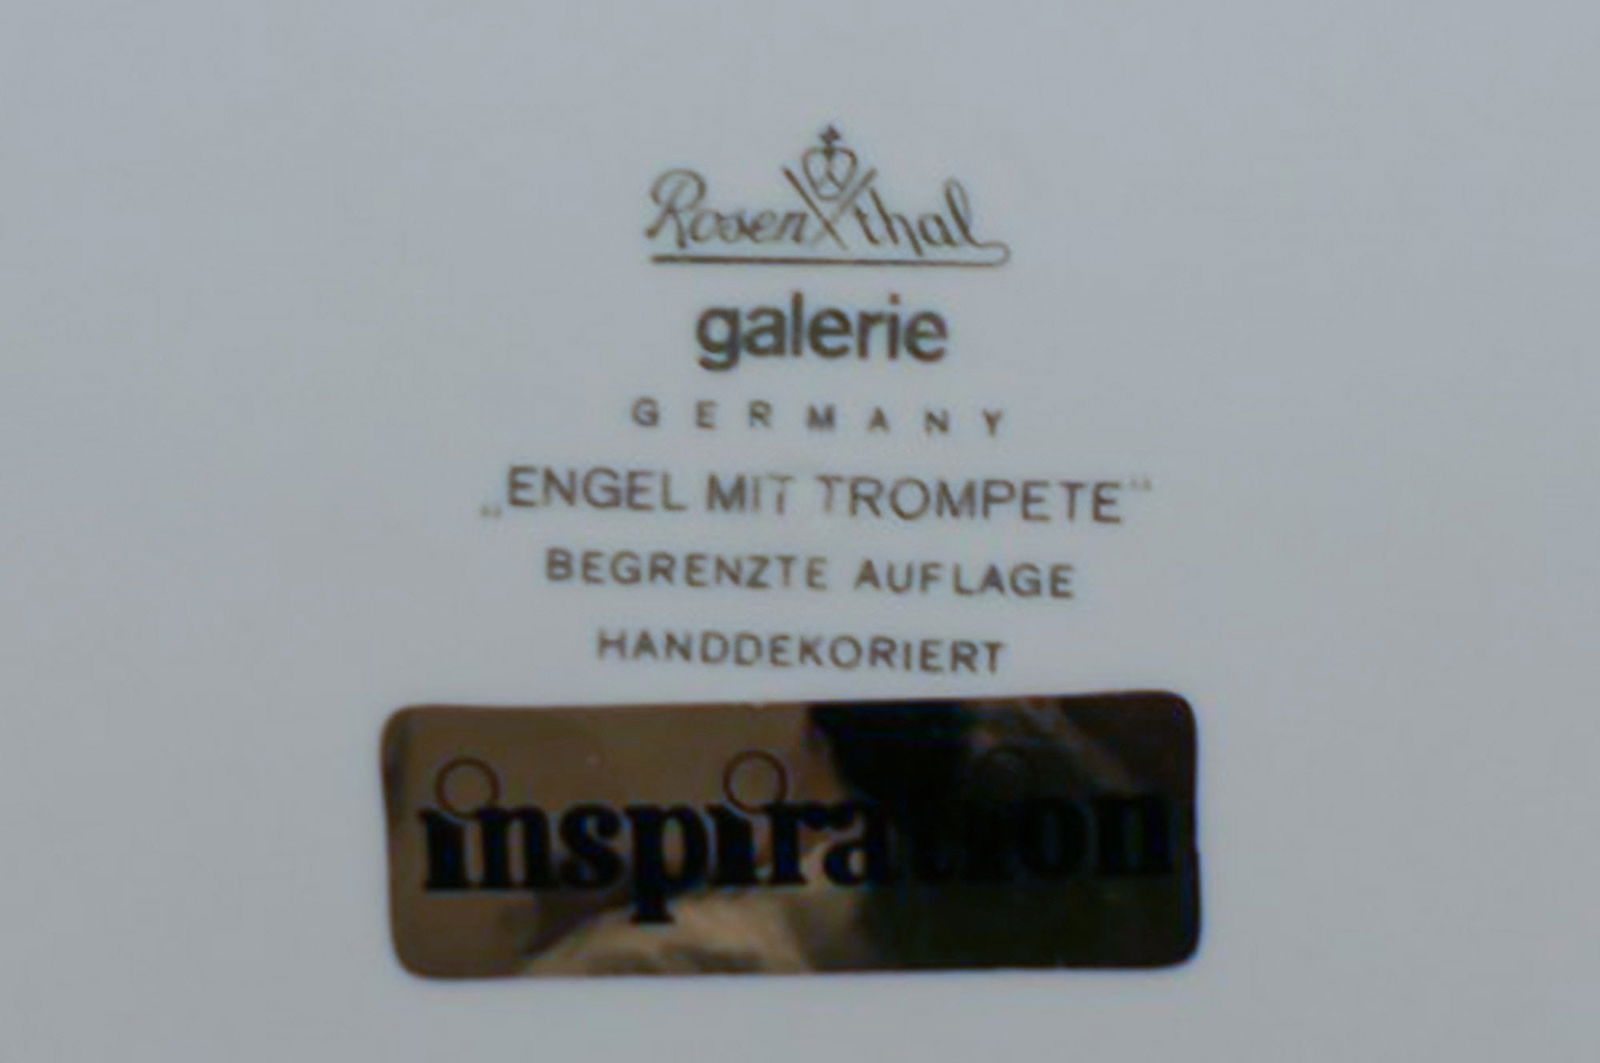 Rosenthal
galerie
GERMANY
„ENGEL MIT TROMPETE“
BEGRENZTE AUFLAGE
HANDDEKORIERT
inspiration